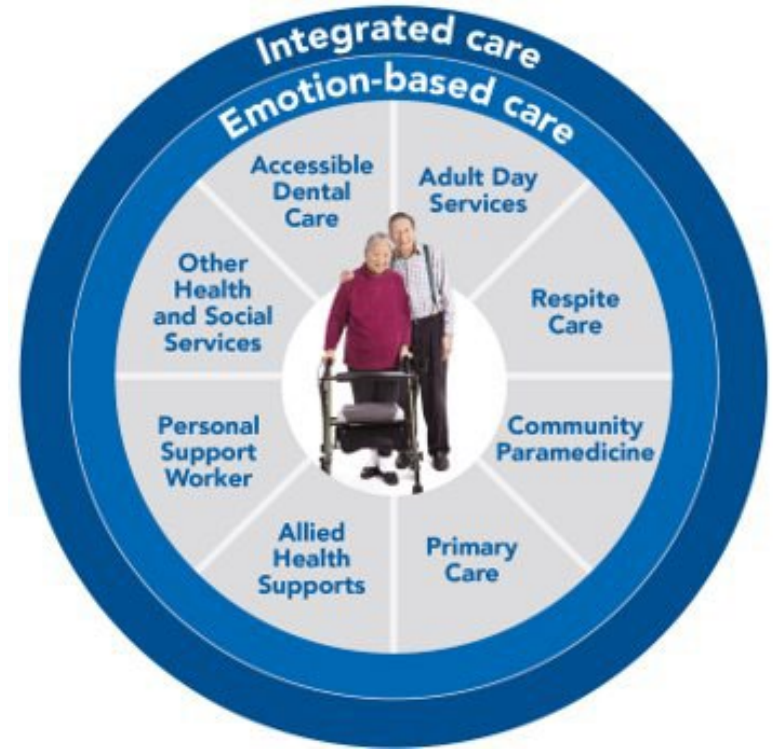 Integrated care
Emotion-based care
Accessible
Dental
Care
Adult Day
Services
Respite
Care
Community
Paramedicine
Primary
Care
Allied
Health
Supports
Personal
Support
Worker
Other
Health
and Social
Services